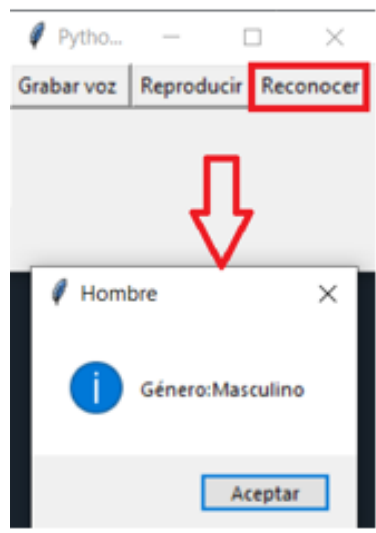 Pytho...
Grabar voz Reproducir Reconocer
Hombre
Género:Masculino
Aceptar